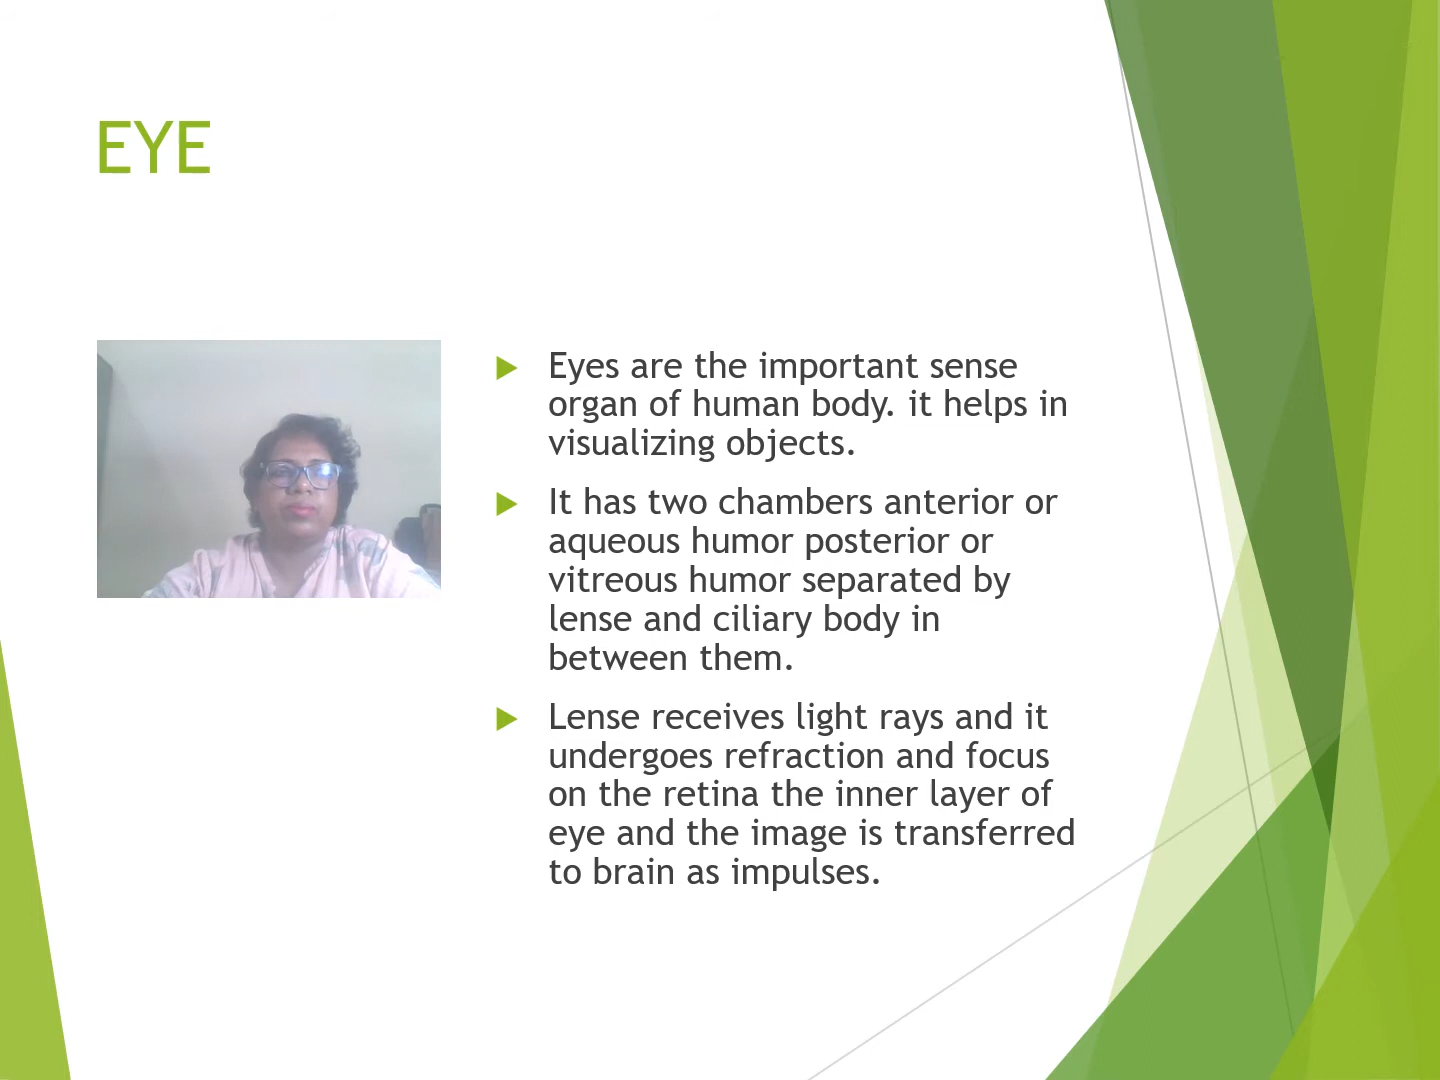 EYE
Eyes are the important sense
organ of human body. it helps in
visualizing objects.
It has two chambers anterior or
aqueous humor posterior or
vitreous humor separated by
lense and ciliary body in
between them.
Lense receives light rays and it
undergoes refraction and focus
on the retina the inner layer of
eye and the image is transferred
to brain as impulses.